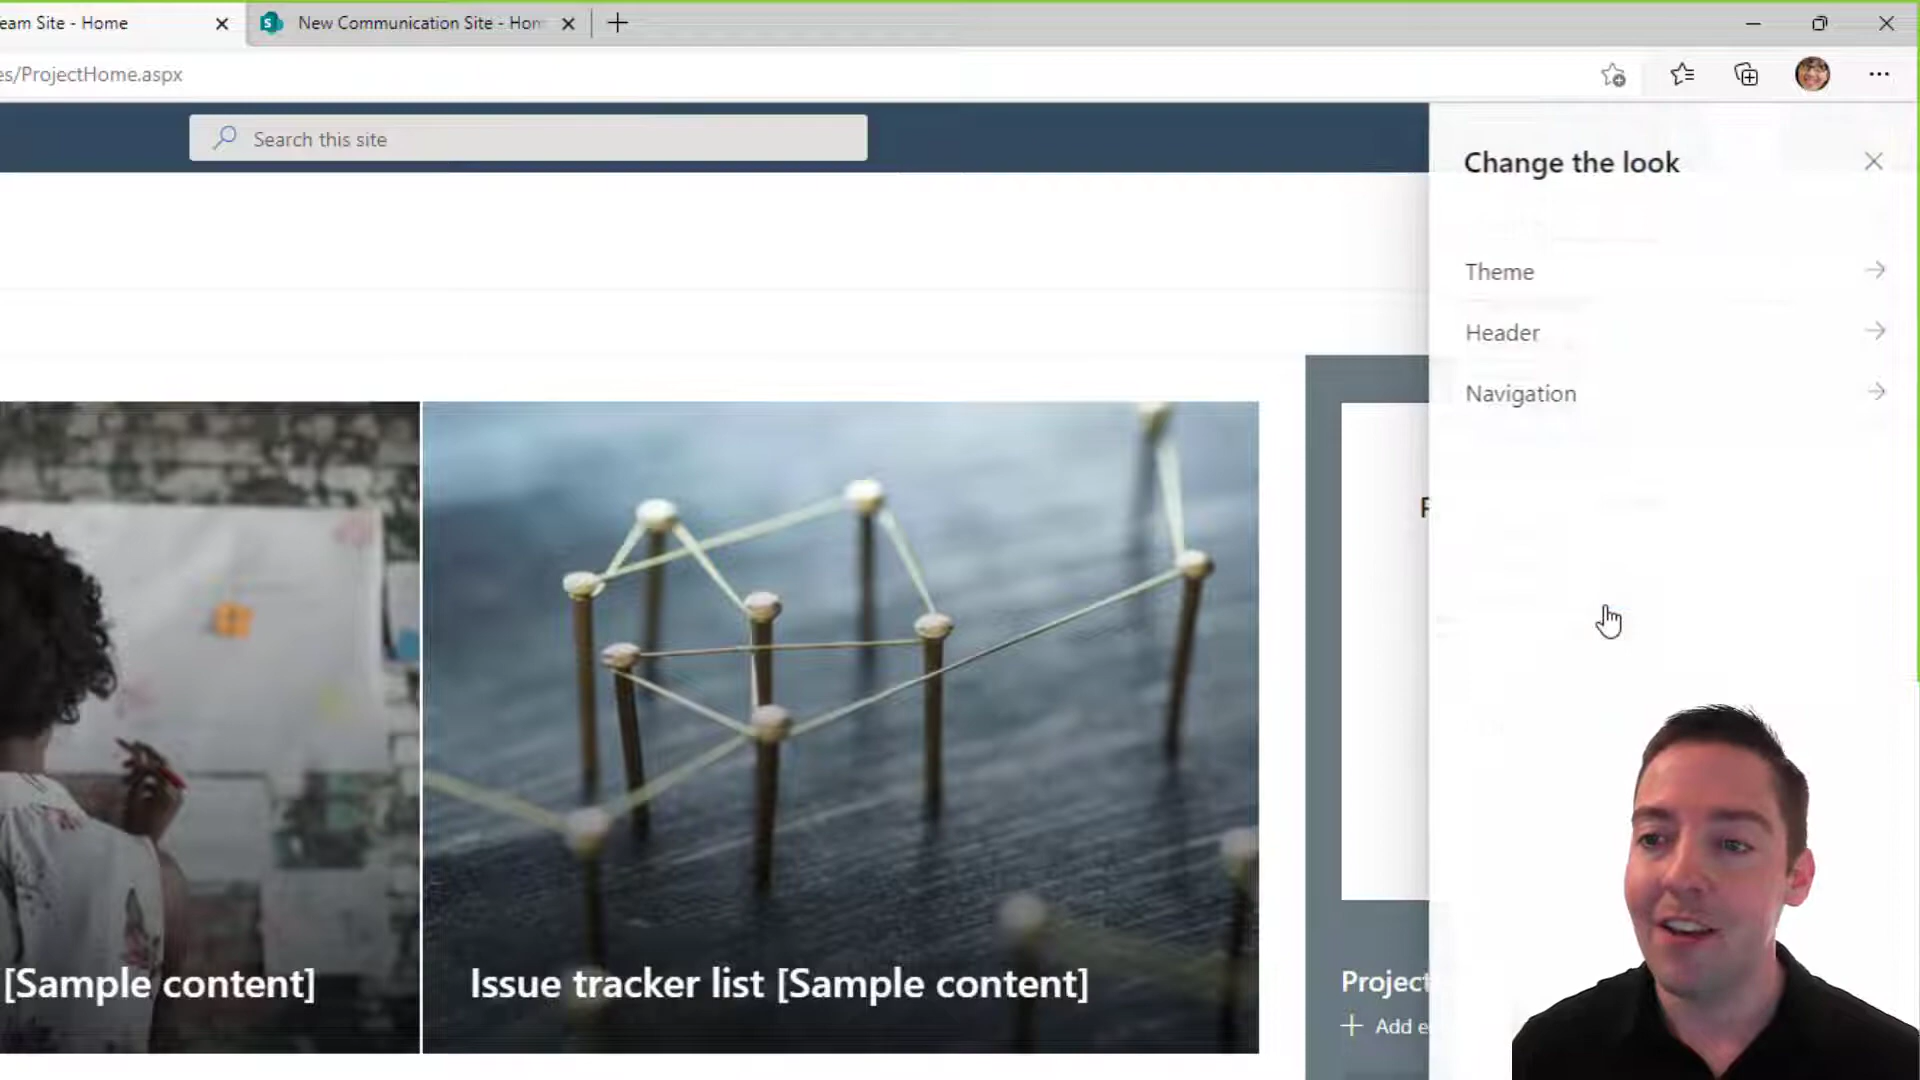 eam Site - Home
New Communication Site - Hom
es/ProjectHome.aspx
Search this site
Change the look
Theme
Header
Navigation
[Sample content]
Issue tracker list [Sample content]
Project
Add e